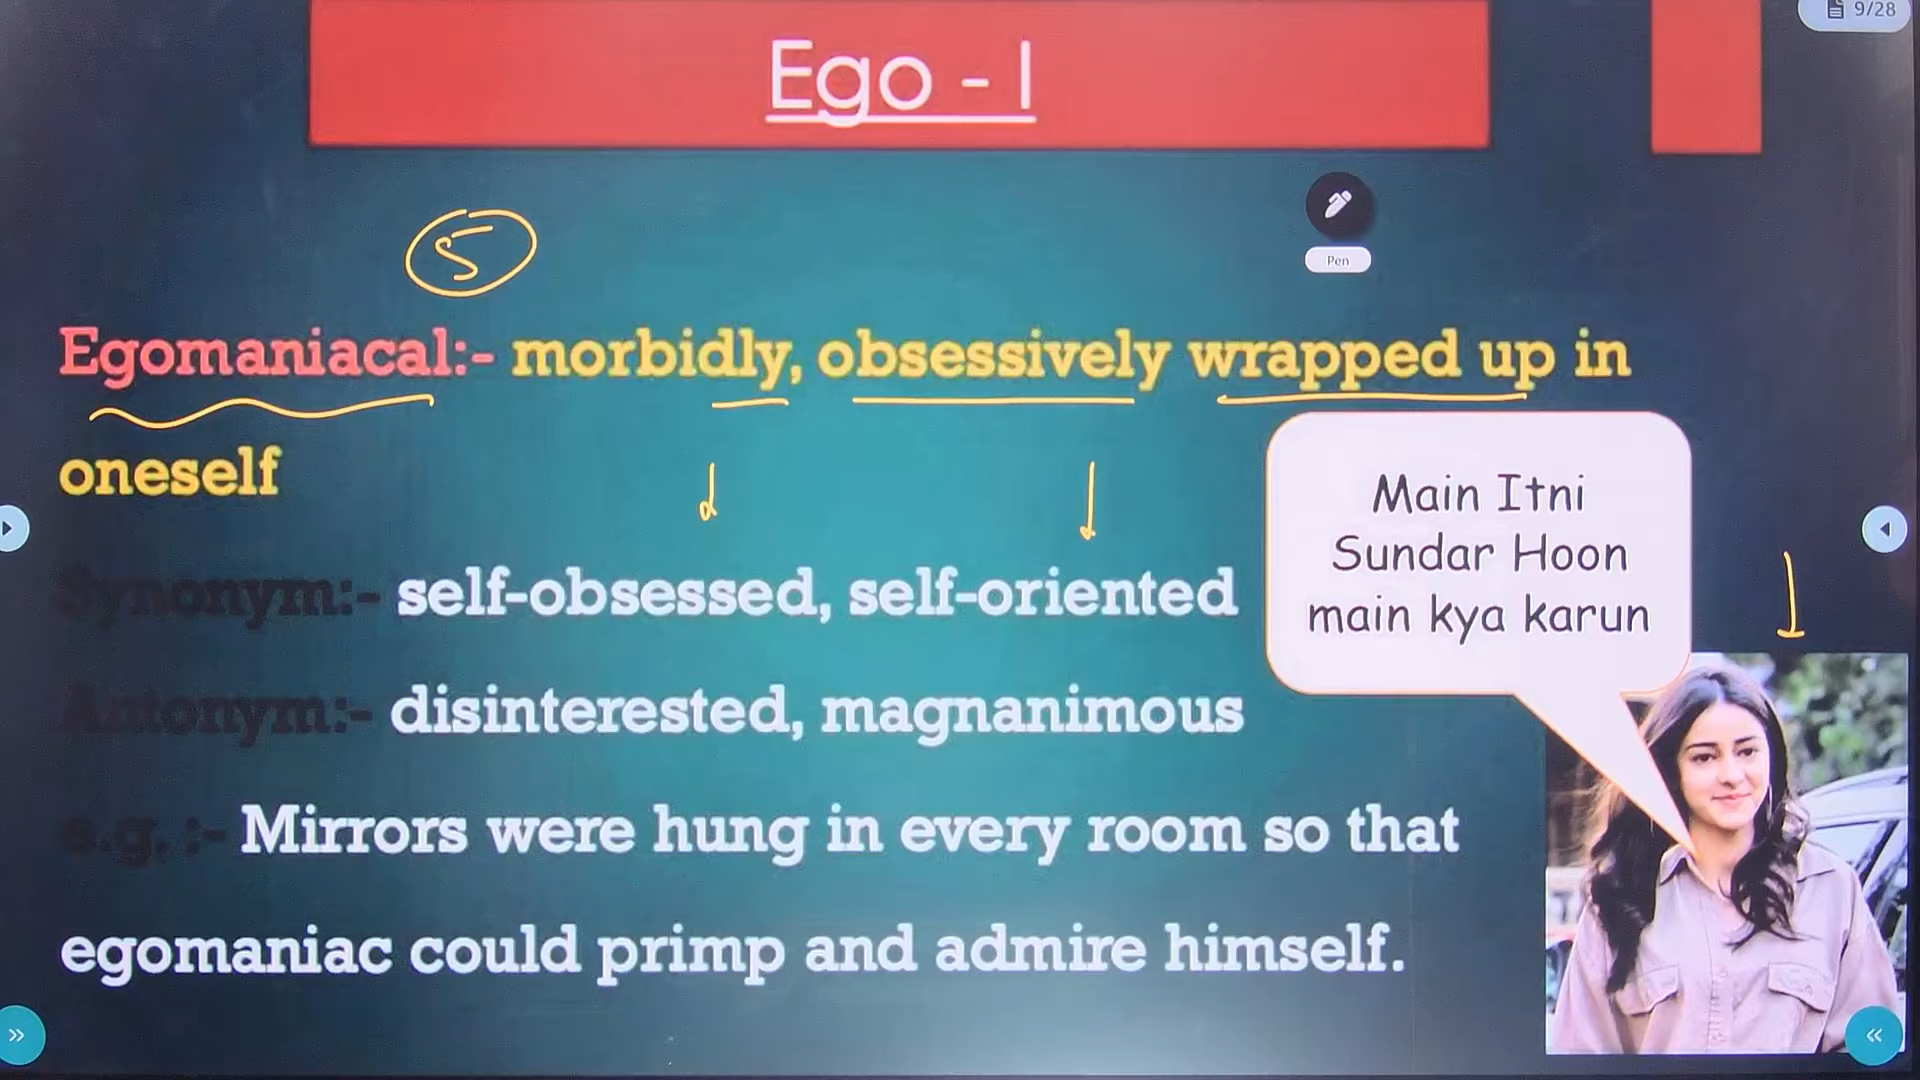 9/28
Ego - I
5
Pen
Egomaniacal:- morbidly, obsessively wrapped up in
oneself
Synonym:- self-obsessed, self-oriented
Antonym:- disinterested, magnanimous
e.g. :- Mirrors were hung in every room so that
egomaniac could primp and admire himself.
Main Itni
Sundar Hoon
main kya karun